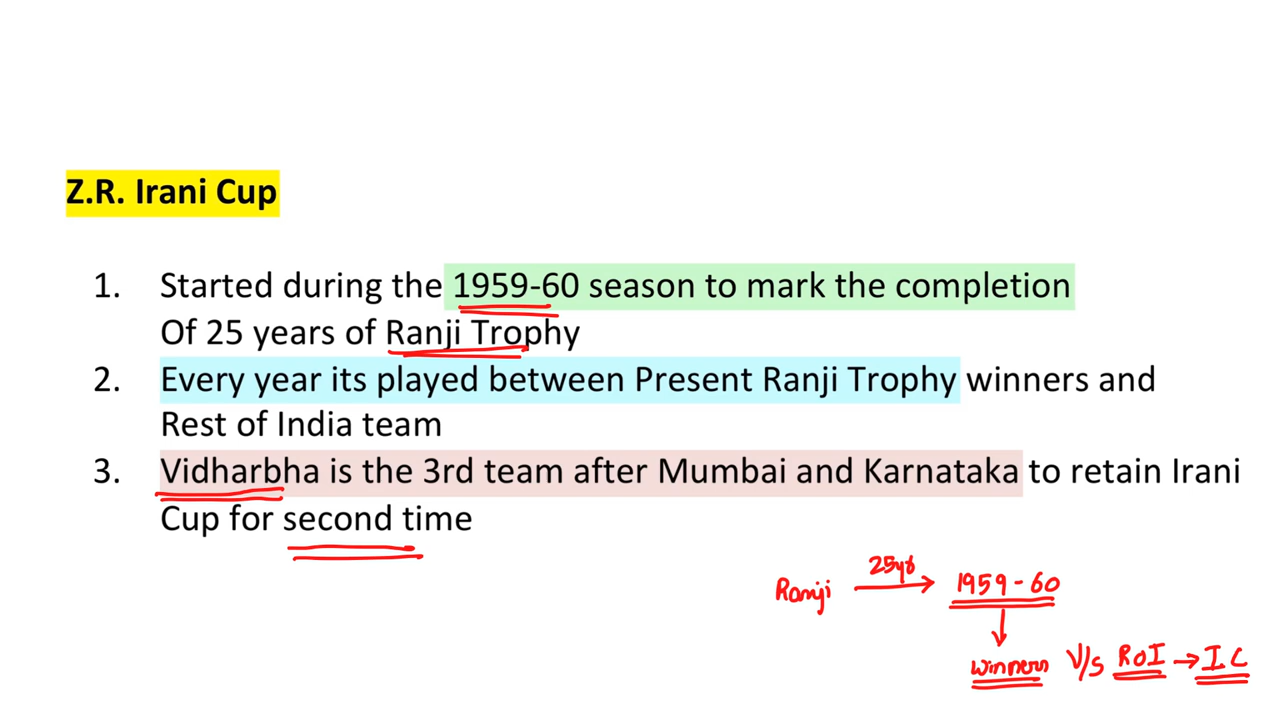 Z.R. Irani Cup
1. Started during the 1959-60 season to mark the completion
Of 25 years of Ranji Trophy
2. Every year its played between Present Ranji Trophy winners and
Rest of India team
3. Vidharbha is the 3rd team after Mumbai and Karnataka to retain Irani
Cup for second time
Ranji 25yrs 1959-60
winners V/s RoI → I.C